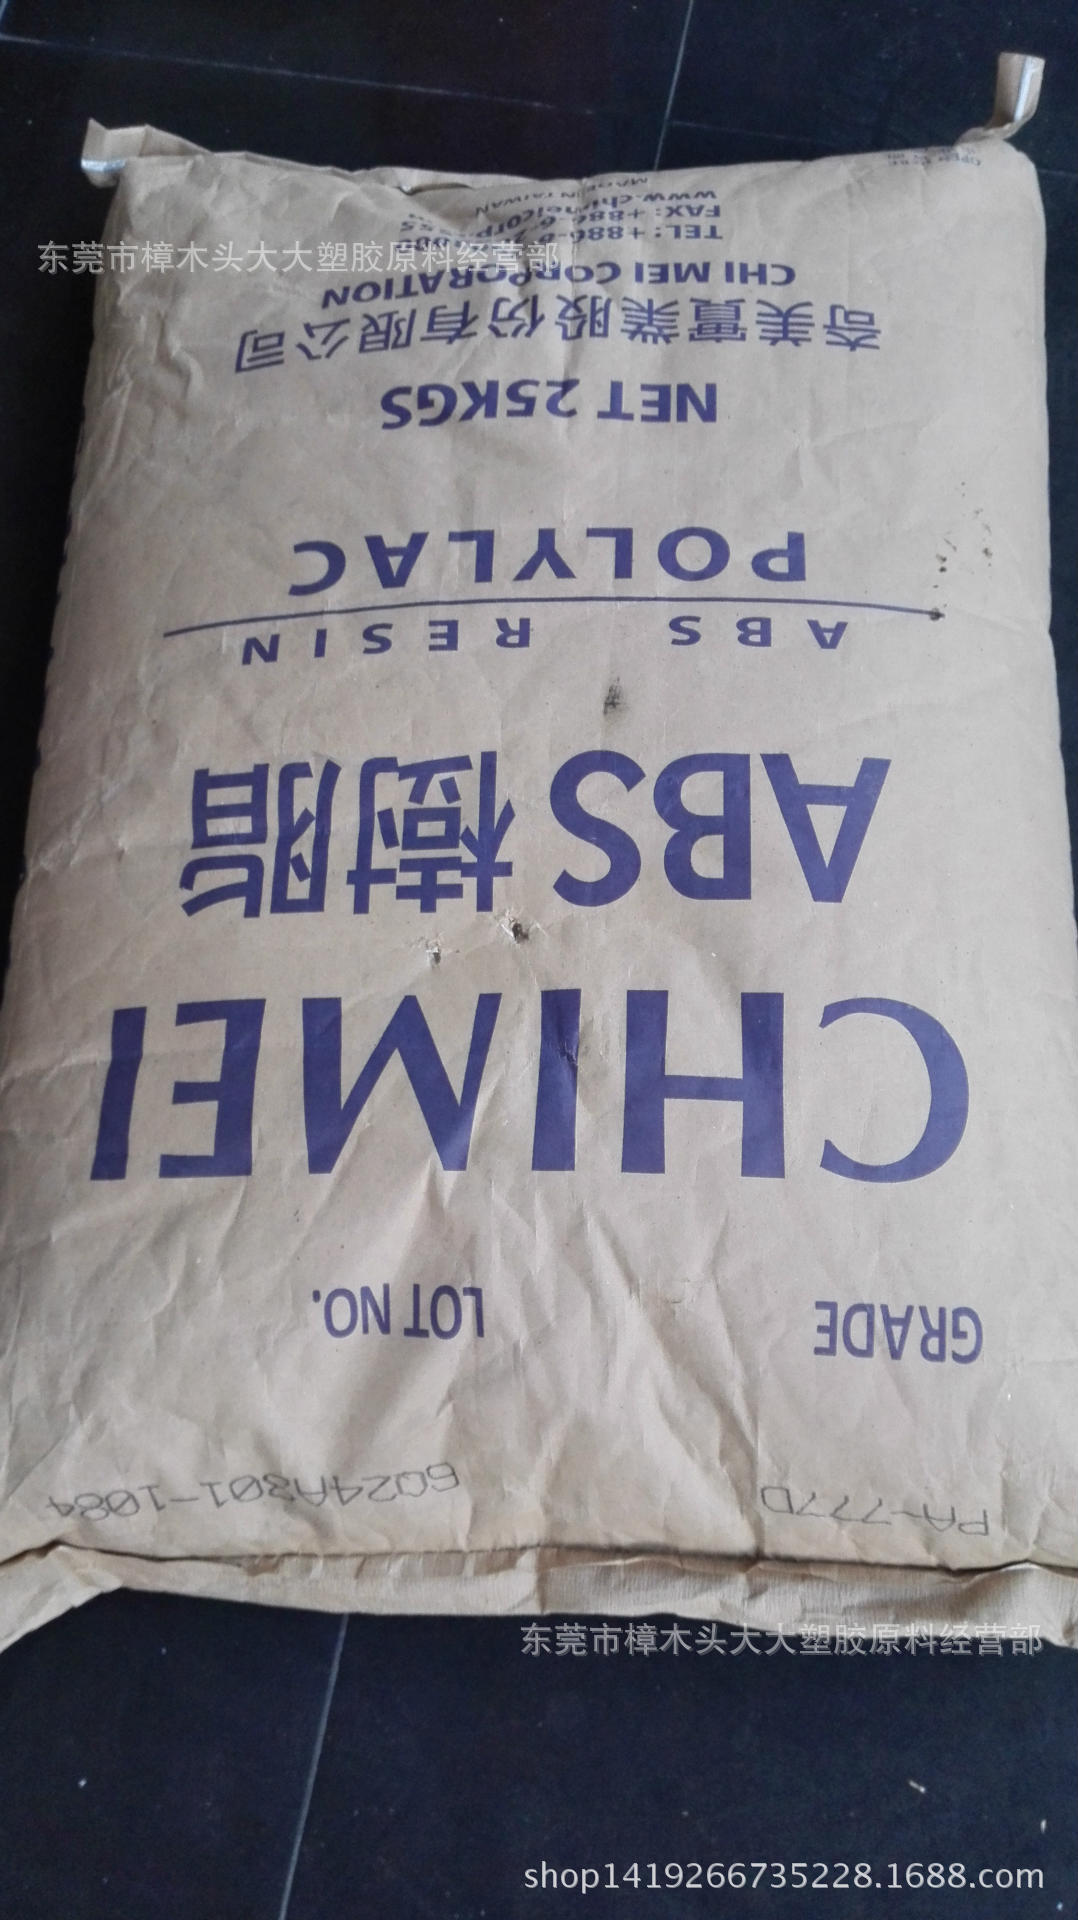 PA-777D 6Q24A301-1084
GRADE LOT NO.
CHIMEI
ABS樹脂
ABS RESIN
POLYLAC
NET 25KGS
奇美實業股份有限公司
CHI MEI CORPORATION
MADE IN TAIWAN
东莞市樟木头大大塑胶原料经营部
东莞市樟木头大大塑胶原料经营部
shop1419266735228.1688.com